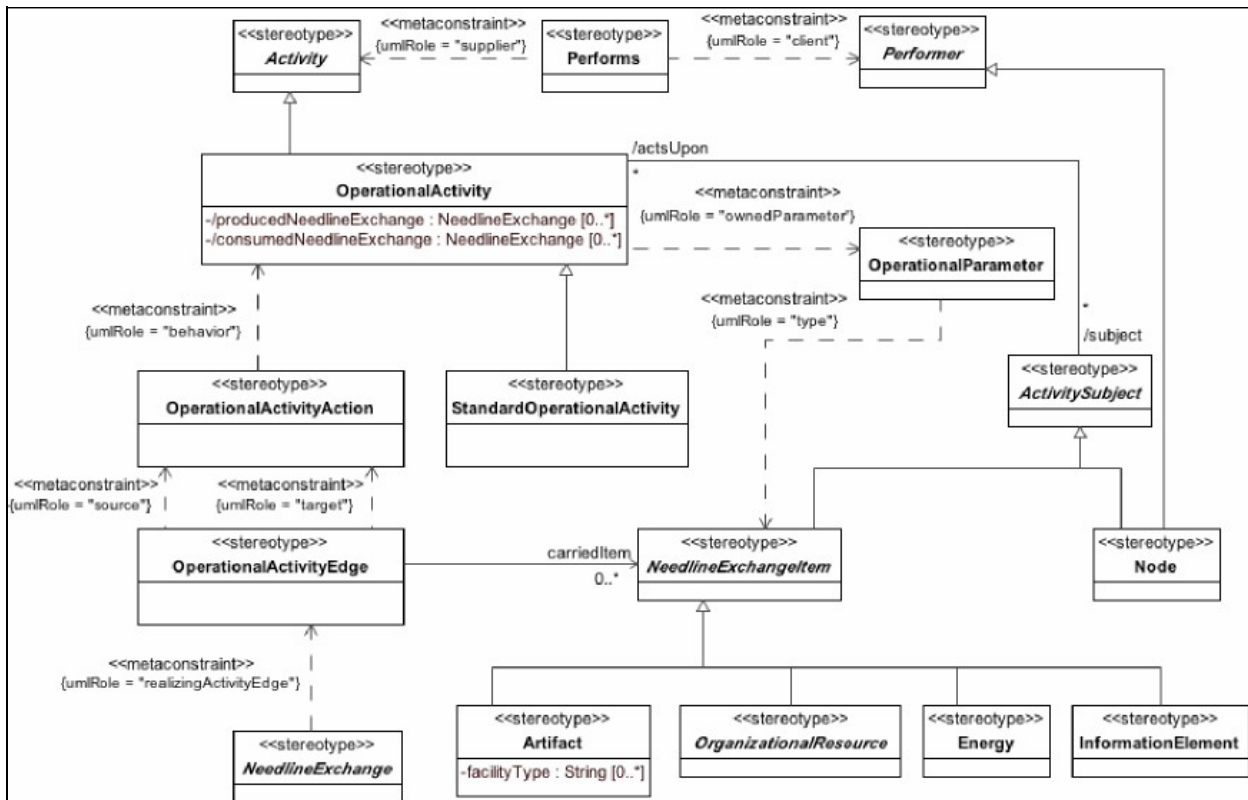 <<stereotype>>
Activity
<<metaconstraint>>
{umlRole = "supplier"}
<<stereotype>>
Performs
<<metaconstraint>>
{umlRole = "client"}
<<stereotype>>
Performer
<<stereotype>>
OperationalActivity
-/producedNeedlineExchange : NeedlineExchange [0..*]
-/consumedNeedlineExchange : NeedlineExchange [0..*]
/actsUpon
*
<<metaconstraint>>
{umlRole = "ownedParameter"}
<<stereotype>>
OperationalParameter
<<metaconstraint>>
{umlRole = "behavior"}
<<metaconstraint>>
{umlRole = "type"}
*
/subject
<<stereotype>>
OperationalActivityAction
<<stereotype>>
StandardOperationalActivity
<<stereotype>>
ActivitySubject
<<metaconstraint>>
{umlRole = "source"}
<<metaconstraint>>
{umlRole = "target"}
<<stereotype>>
OperationalActivityEdge
carriedItem
0..*
<<stereotype>>
NeedlineExchangeItem
<<stereotype>>
Node
<<metaconstraint>>
{umlRole = "realizingActivityEdge"}
<<stereotype>>
NeedlineExchange
<<stereotype>>
Artifact
-facilityType : String [0..*]
<<stereotype>>
OrganizationalResource
<<stereotype>>
Energy
<<stereotype>>
InformationElement